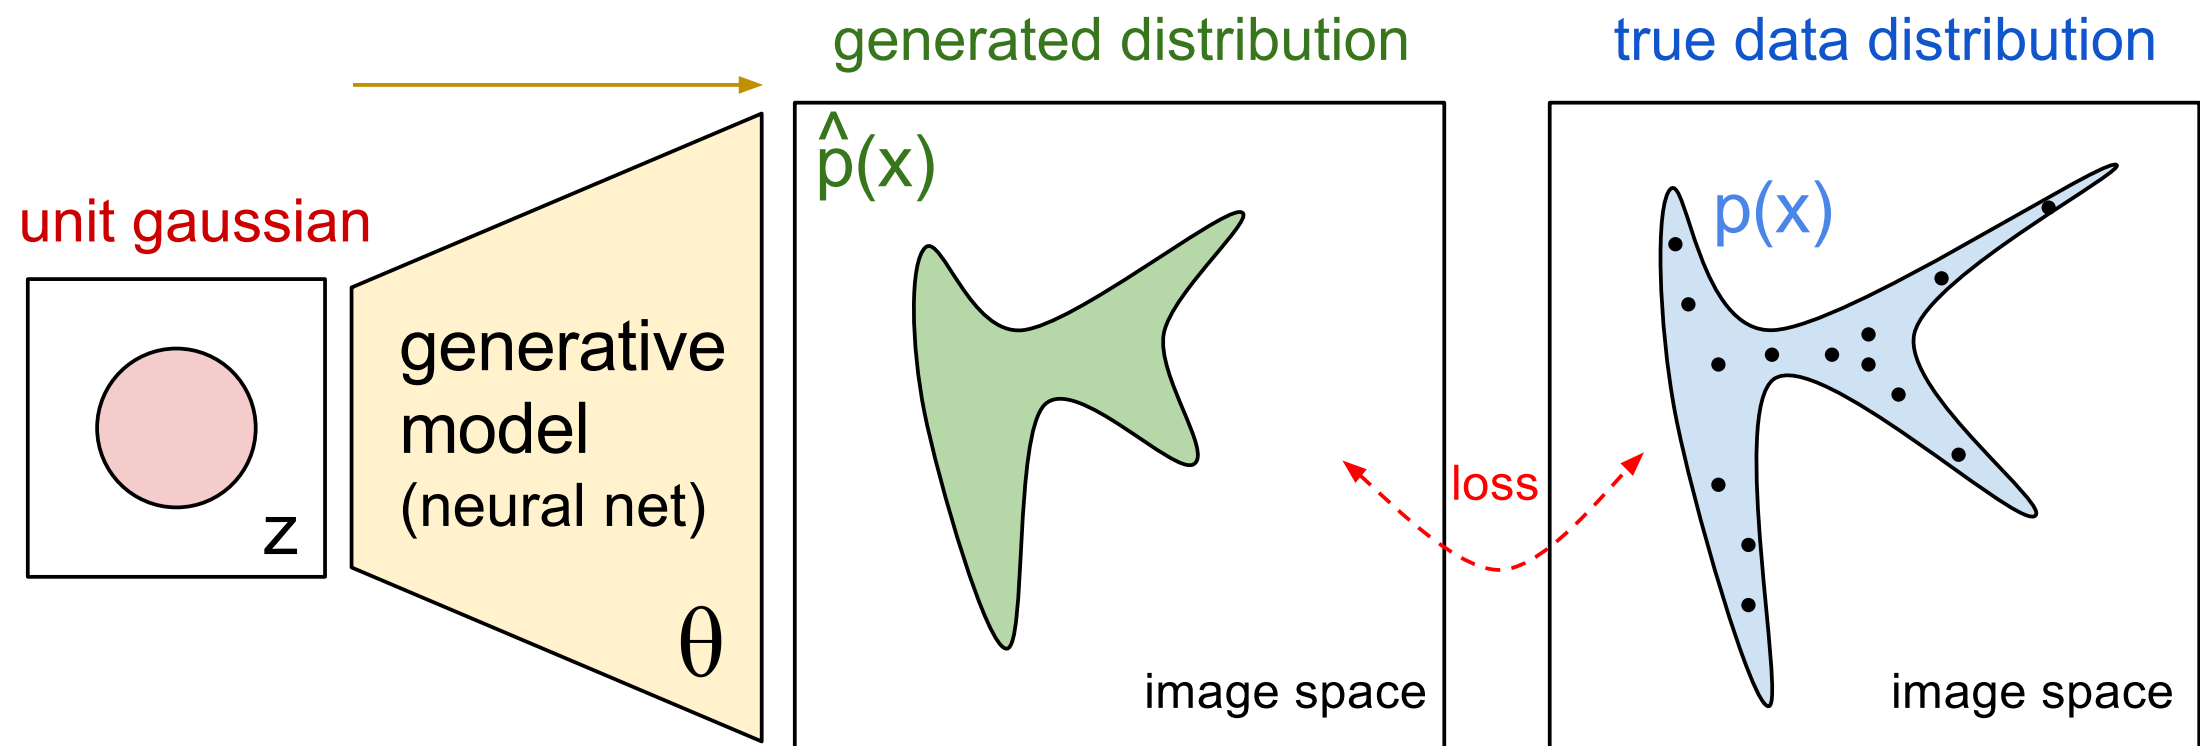 unit gaussian
z
generative
model
(neural net)
θ
generated distribution
p̂(x)
image space
loss
true data distribution
p(x)
image space